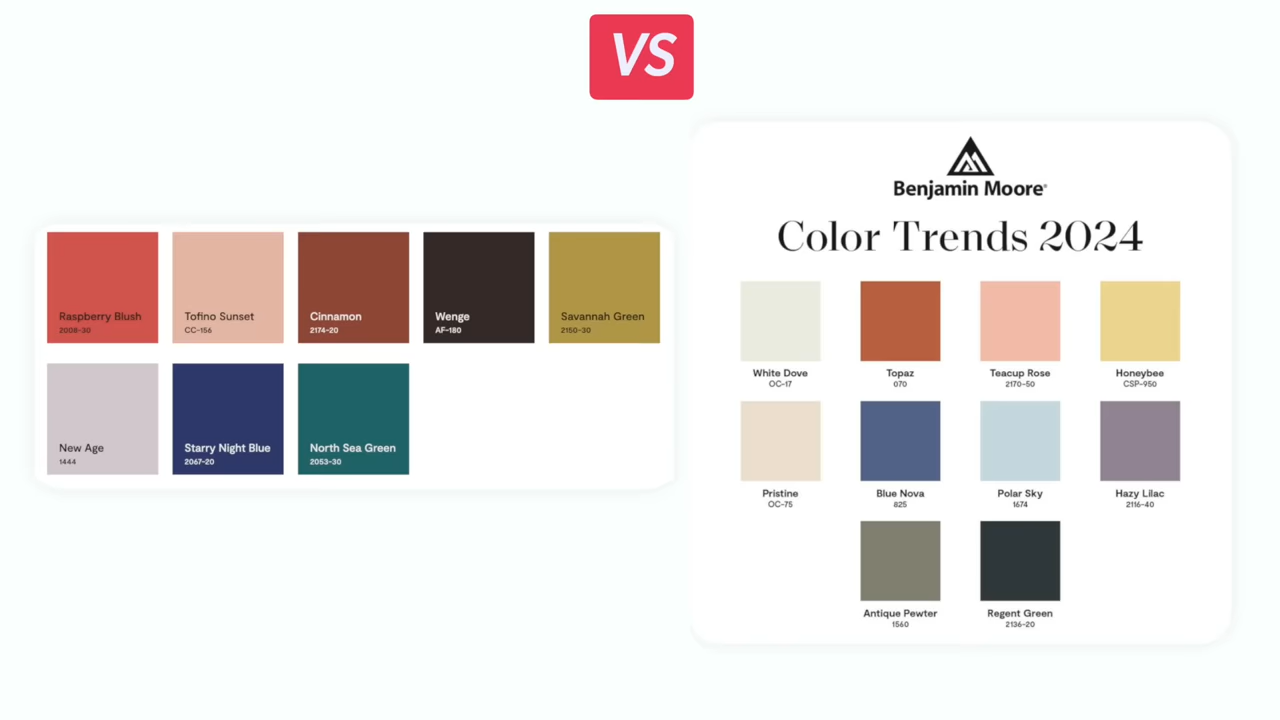 VS
Raspberry Blush
2008-30
Tofino Sunset
CC-156
Cinnamon
2174-20
Wenge
AF-180
Savannah Green
2150-30
New Age
1444
Starry Night Blue
2067-20
North Sea Green
2053-30
Benjamin Moore®
Color Trends 2024
White Dove
OC-17
Topaz
070
Teacup Rose
2170-50
Honeybee
CSP-950
Pristine
OC-75
Blue Nova
825
Polar Sky
1674
Hazy Lilac
2116-40
Antique Pewter
1560
Regent Green
2136-20